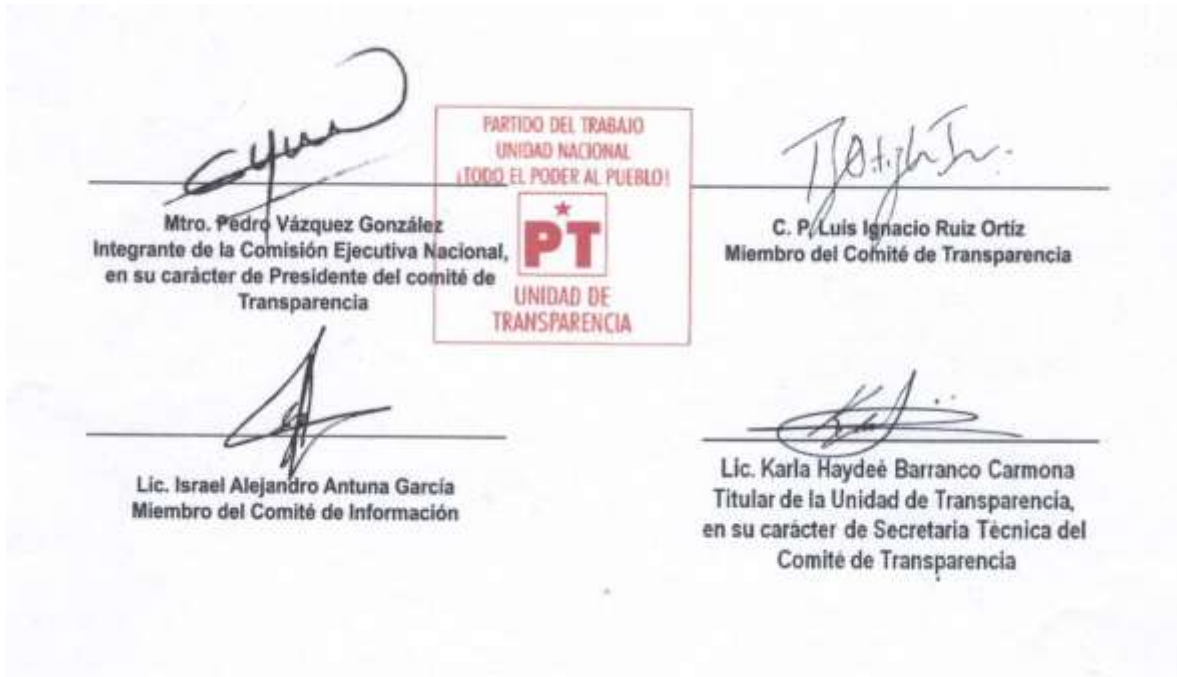 PARTIDO DEL TRABAJO
UNIDAD NACIONAL
¡TODO EL PODER AL PUEBLO!
PT
UNIDAD DE
TRANSPARENCIA
Mtro. Pedro Vázquez González
Integrante de la Comisión Ejecutiva Nacional,
en su carácter de Presidente del comité de
Transparencia
C. P. Luis Ignacio Ruiz Ortiz
Miembro del Comité de Transparencia
Lic. Israel Alejandro Antuna García
Miembro del Comité de Información
Lic. Karla Haydeé Barranco Carmona
Titular de la Unidad de Transparencia,
en su carácter de Secretaria Técnica del
Comité de Transparencia